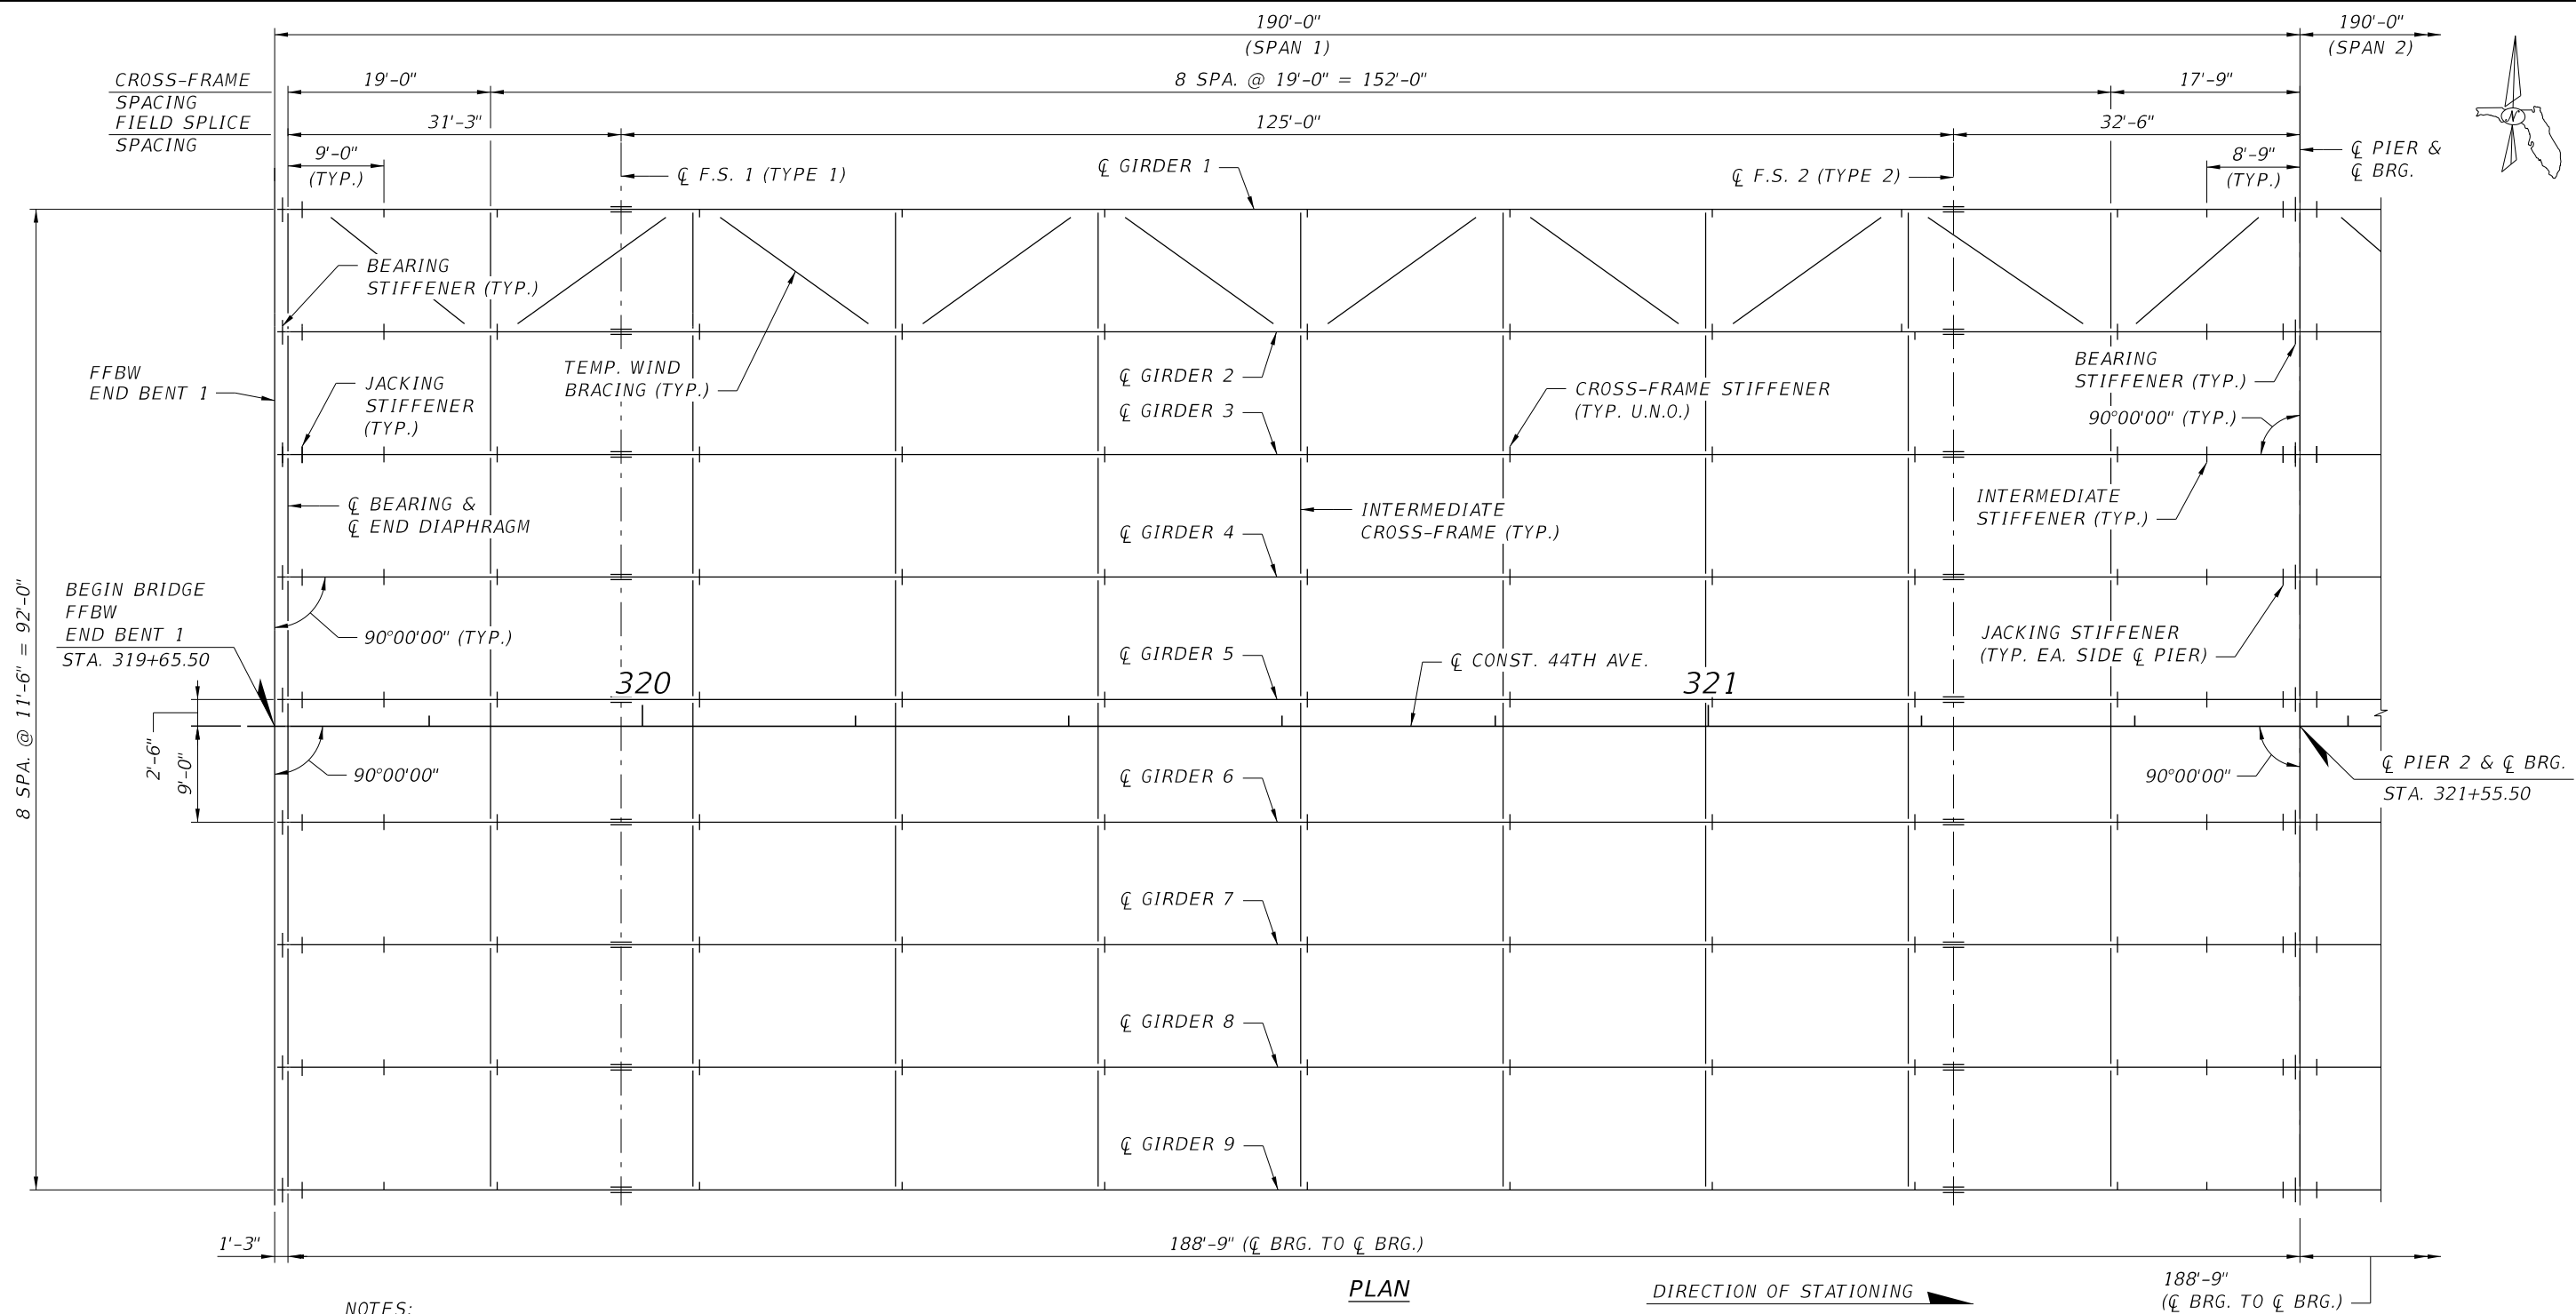 190'-0"
(SPAN 1)
190'-0"
(SPAN 2)
CROSS-FRAME
SPACING
19'-0"
8 SPA. @ 19'-0" = 152'-0"
17'-9"
FIELD SPLICE
SPACING
31'-3"
125'-0"
32'-6"
9'-0"
(TYP.)
℄ F.S. 1 (TYPE 1)
℄ GIRDER 1
℄ F.S. 2 (TYPE 2)
8'-9"
(TYP.)
℄ PIER &
℄ BRG.
N
BEARING
STIFFENER (TYP.)
FFBW
END BENT 1
JACKING
STIFFENER
(TYP.)
TEMP. WIND
BRACING (TYP.)
℄ GIRDER 2
℄ GIRDER 3
CROSS-FRAME STIFFENER
(TYP. U.N.O.)
BEARING
STIFFENER (TYP.)
90°00'00" (TYP.)
℄ BEARING &
℄ END DIAPHRAGM
℄ GIRDER 4
INTERMEDIATE
CROSS-FRAME (TYP.)
INTERMEDIATE
STIFFENER (TYP.)
8 SPA. @ 11'-6" = 92'-0"
BEGIN BRIDGE
FFBW
END BENT 1
STA. 319+65.50
90°00'00" (TYP.)
℄ GIRDER 5
℄ CONST. 44TH AVE.
JACKING STIFFENER
(TYP. EA. SIDE ℄ PIER)
320
321
2'-6"
9'-0"
90°00'00"
℄ GIRDER 6
90°00'00"
℄ PIER 2 & ℄ BRG.
STA. 321+55.50
℄ GIRDER 7
℄ GIRDER 8
℄ GIRDER 9
1'-3"
188'-9" (℄ BRG. TO ℄ BRG.)
188'-9"
(℄ BRG. TO ℄ BRG.)
PLAN
DIRECTION OF STATIONING
NOTES: